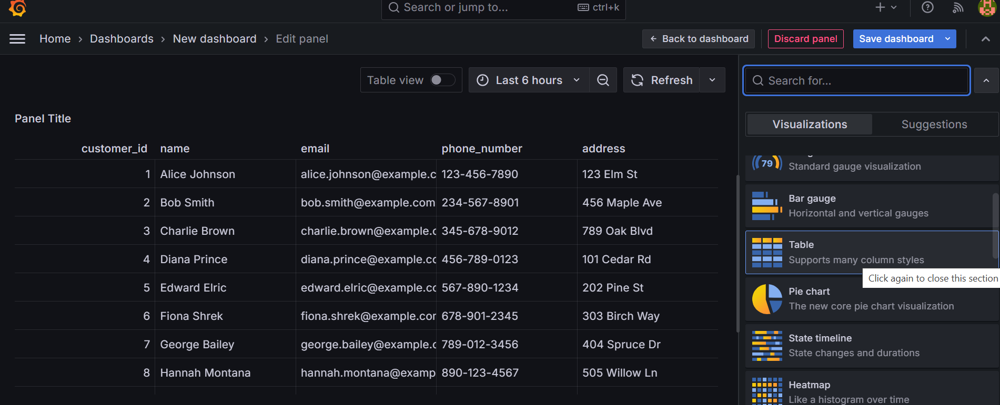 Search or jump to... ctrl+k
Home › Dashboards › New dashboard › Edit panel
← Back to dashboard
Discard panel
Save dashboard
Table view
Last 6 hours
Refresh
Panel Title
customer_id name email phone_number address
1 Alice Johnson alice.johnson@example.c 123-456-7890 123 Elm St
2 Bob Smith bob.smith@example.com 234-567-8901 456 Maple Ave
3 Charlie Brown charlie.brown@example.c 345-678-9012 789 Oak Blvd
4 Diana Prince diana.prince@example.co 456-789-0123 101 Cedar Rd
5 Edward Elric edward.elric@example.co 567-890-1234 202 Pine St
6 Fiona Shrek fiona.shrek@example.cor 678-901-2345 303 Birch Way
7 George Bailey george.bailey@example.c 789-012-3456 404 Spruce Dr
8 Hannah Montana hannah.montana@examp 890-123-4567 505 Willow Ln
Search for...
Visualizations Suggestions
79
Standard gauge visualization
Bar gauge
Horizontal and vertical gauges
Table
Supports many column styles
Click again to close this section
Pie chart
The new core pie chart visualization
State timeline
State changes and durations
Heatmap
Like a histogram over time